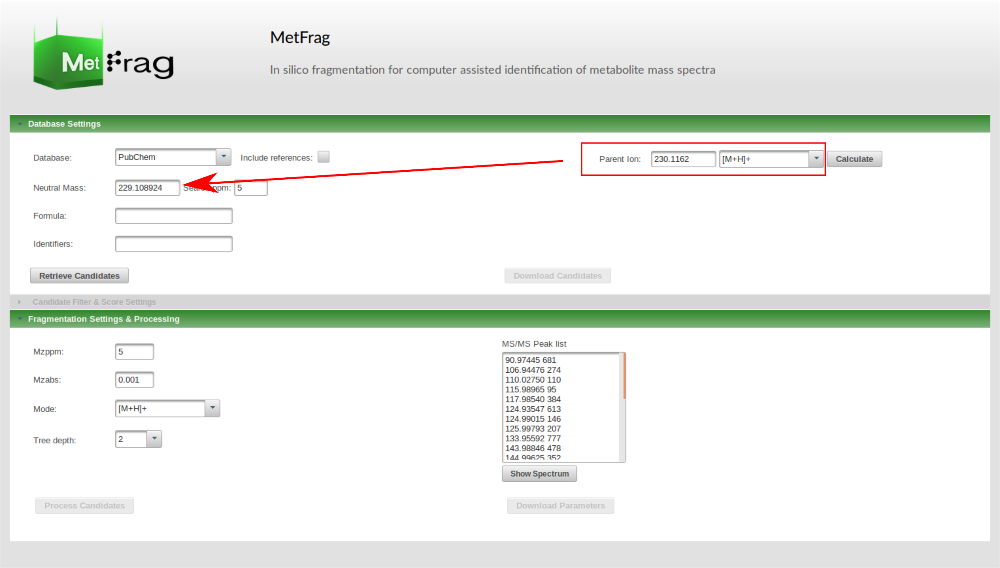 MetFrag
MetFrag
In silico fragmentation for computer assisted identification of metabolite mass spectra
Database Settings
Database: PubChem Include references: Parent Ion: 230.1162 [M+H]+ Calculate
Neutral Mass: 229.108924 Search ppm: 5
Formula:
Identifiers:
Retrieve Candidates Download Candidates
Candidate Filter & Score Settings
Fragmentation Settings & Processing
Mzppm: 5
Mzabs: 0.001
Mode: [M+H]+
Tree depth: 2
MS/MS Peak list
90.97445 681
106.94476 274
110.02750 110
115.98965 95
117.98540 384
124.93547 613
124.99015 146
125.99793 207
133.95592 777
143.98846 478
144.99625 352
Show Spectrum
Process Candidates Download Parameters